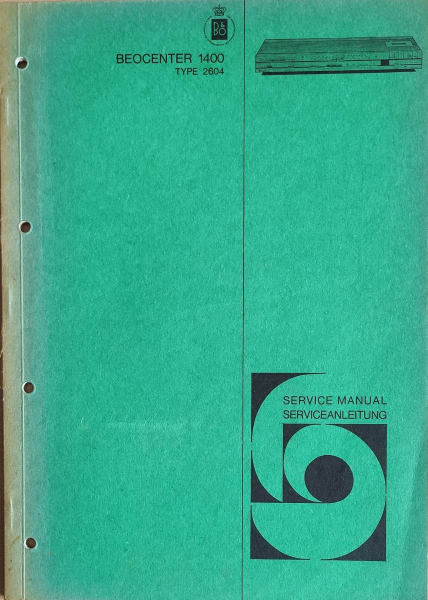 B&O
BEOCENTER 1400
TYPE 2604
SERVICE MANUAL
SERVICEANLEITUNG